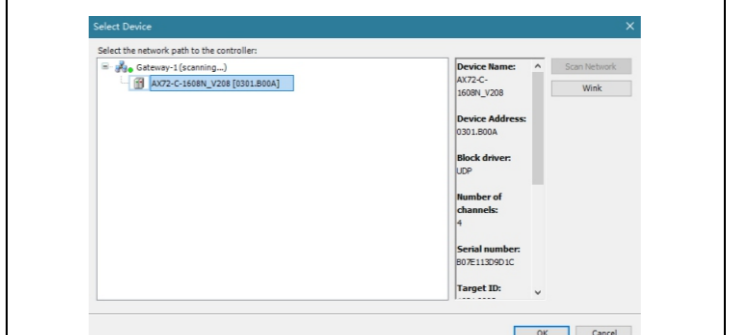 Select Device
Select the network path to the controller:
Gateway-1 (scanning...)
AX72-C-1608N_V208 [0301.B00A]
Device Name:
AX72-C-
1608N_V208
Device Address:
0301.B00A
Block driver:
UDP
Number of
channels:
4
Serial number:
B07E113D9D1C
Target ID:
Scan Network
Wink
OK
Cancel